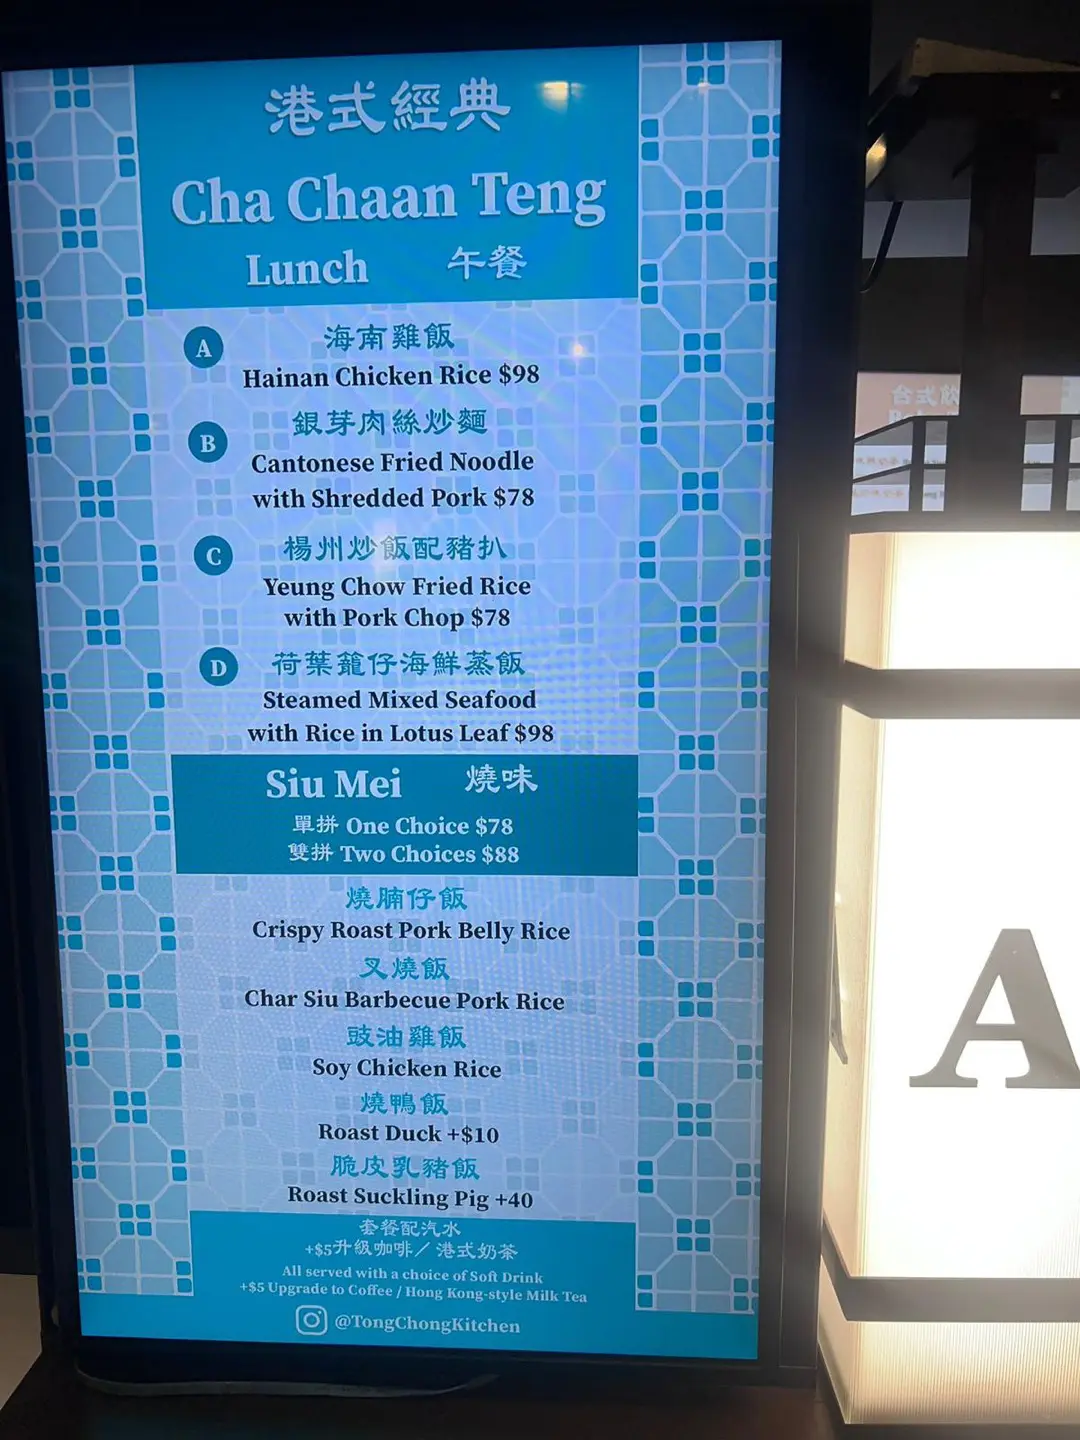 港式經典
Cha Chaan Teng
Lunch 午餐
A 海南雞飯
Hainan Chicken Rice $98
B 銀芽肉絲炒麵
Cantonese Fried Noodle
with Shredded Pork $78
C 楊州炒飯配豬扒
Yeung Chow Fried Rice
with Pork Chop $78
D 荷葉籠仔海鮮蒸飯
Steamed Mixed Seafood
with Rice in Lotus Leaf $98
Siu Mei 燒味
單拼 One Choice $78
雙拼 Two Choices $88
燒腩仔飯
Crispy Roast Pork Belly Rice
叉燒飯
Char Siu Barbecue Pork Rice
豉油雞飯
Soy Chicken Rice
燒鴨飯
Roast Duck +$10
脆皮乳豬飯
Roast Suckling Pig +40
套餐配汽水
+$5升級咖啡／港式奶茶
All served with a choice of Soft Drink
+$5 Upgrade to Coffee / Hong Kong-style Milk Tea
@TongChongKitchen
A